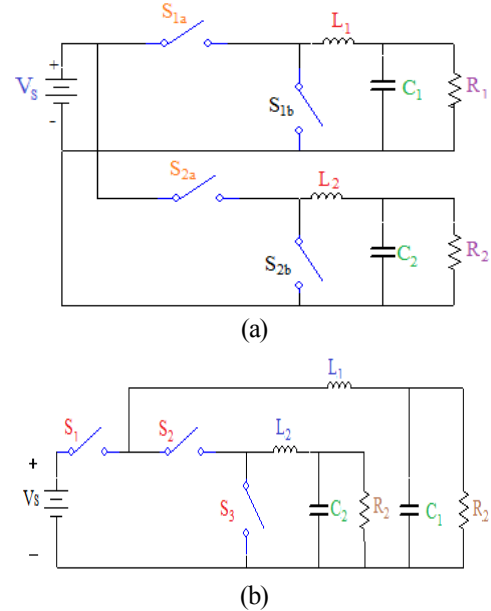 S1a
L1
+
VS
-
S1b
C1
R1
S2a
L2
S2b
C2
R2
(a)
L1
S1
S2
L2
+
Vs
S3
C2
R2
C1
R2
–
(b)